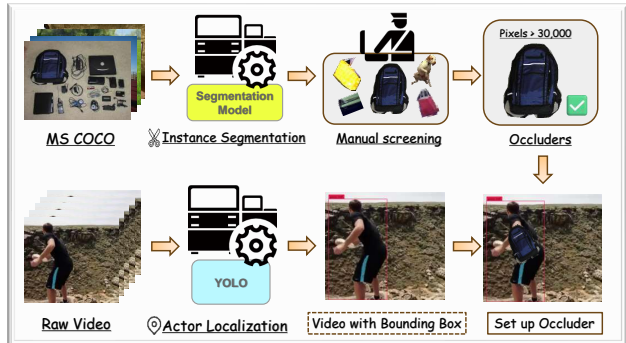 Pixels > 30,000
Segmentation
Model
MS COCO
Instance Segmentation
Manual screening
Occluders
YOLO
Raw Video
Actor Localization
Video with Bounding Box
Set up Occluder